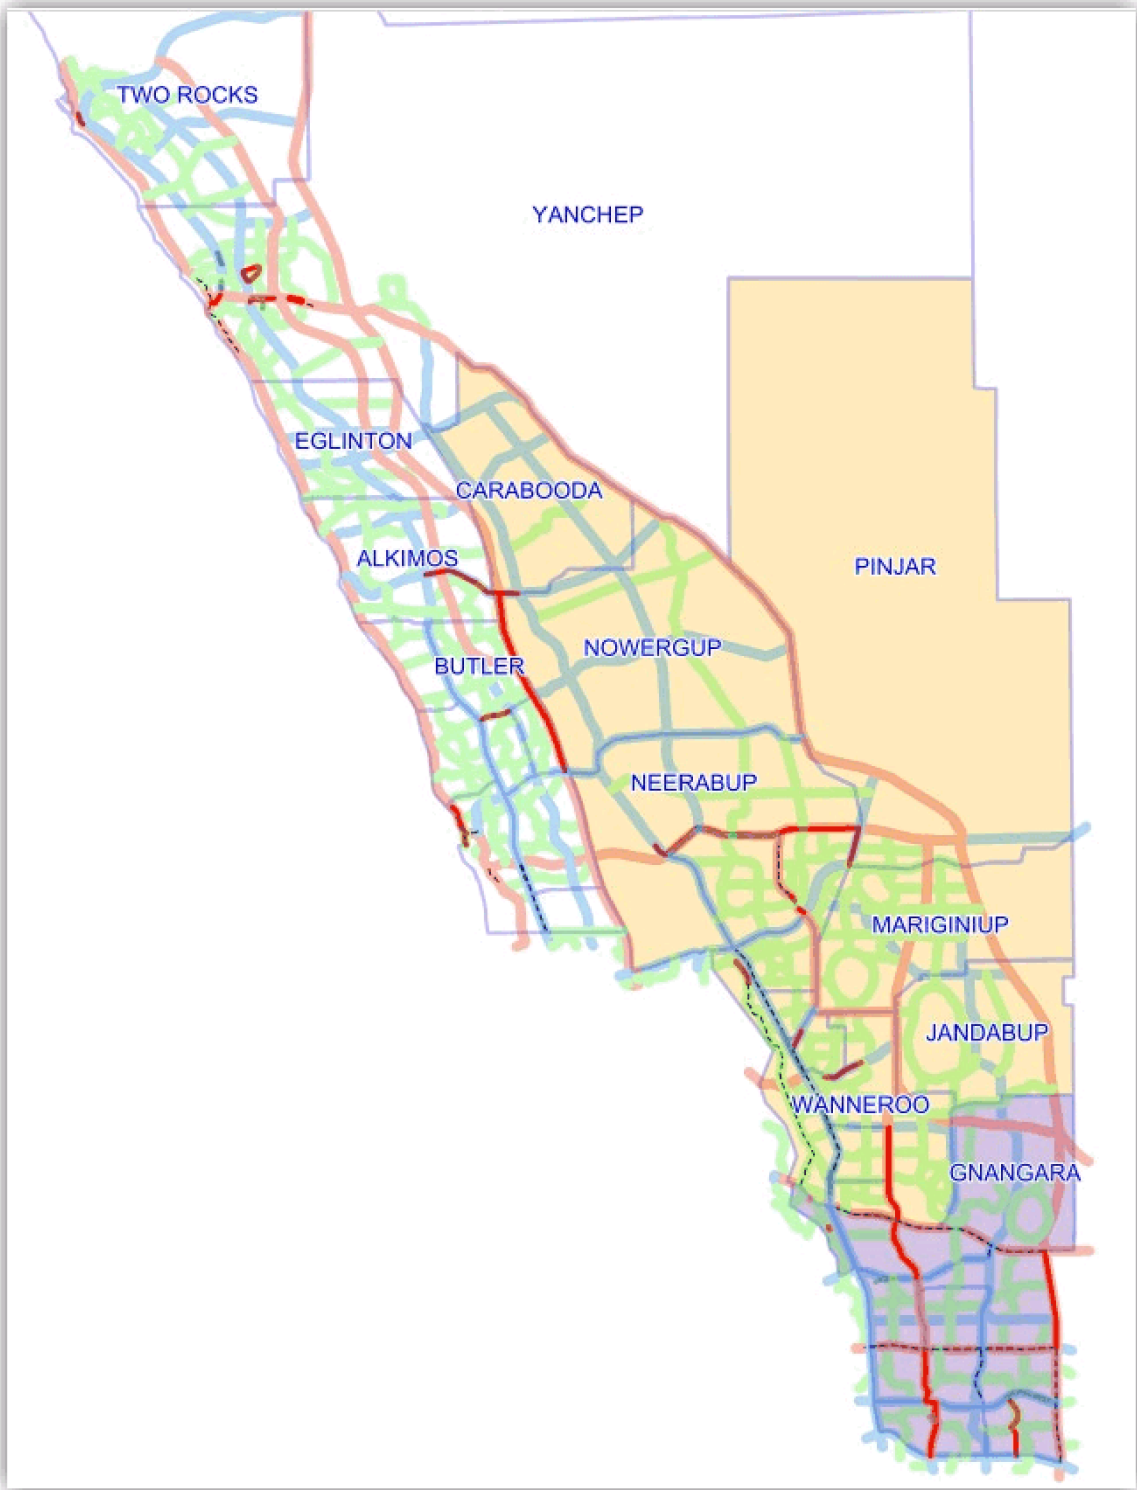 TWO ROCKS
YANCHEP
EGLINTON
CARABOODA
ALKIMOS
PINJAR
NOWERGUP
BUTLER
NEERABUP
MARIGINIUP
JANDABUP
WANNEROO
GNANGARA